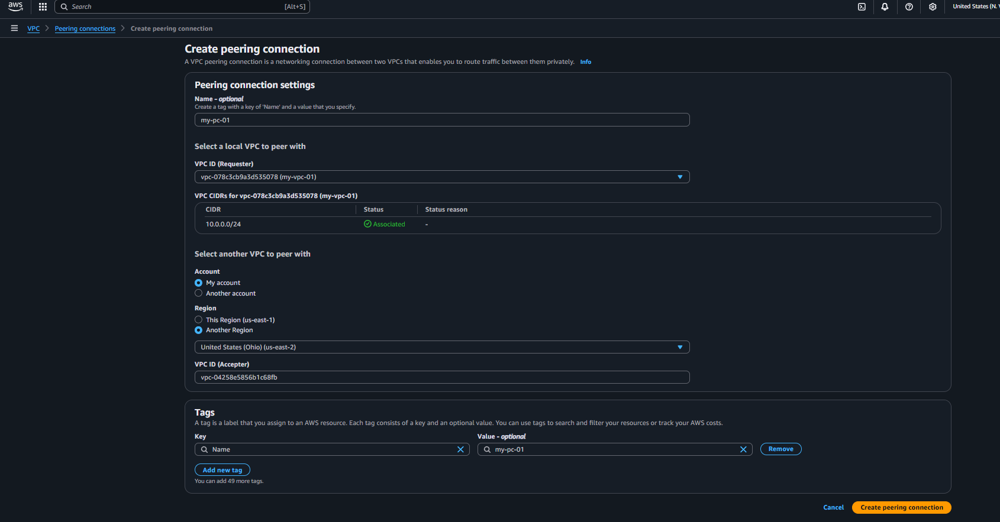 aws Search [Alt+S] United States (N. V
VPC Peering connections Create peering connection
Create peering connection
A VPC peering connection is a networking connection between two VPCs that enables you to route traffic between them privately. Info
Peering connection settings
Name - optional
Create a tag with a key of 'Name' and a value that you specify.
my-pc-01
Select a local VPC to peer with
VPC ID (Requester)
vpc-078c3cb9a3d535078 (my-vpc-01)
VPC CIDRs for vpc-078c3cb9a3d535078 (my-vpc-01)
CIDR Status Status reason
10.0.0.0/24 Associated -
Select another VPC to peer with
Account
My account
Another account
Region
This Region (us-east-1)
Another Region
United States (Ohio) (us-east-2)
VPC ID (Accepter)
vpc-04258e5856b1c68fb
Tags
A tag is a label that you assign to an AWS resource. Each tag consists of a key and an optional value. You can use tags to search and filter your resources or track your AWS costs.
Key Value - optional
Name my-pc-01 Remove
Add new tag
You can add 49 more tags.
Cancel Create peering connection